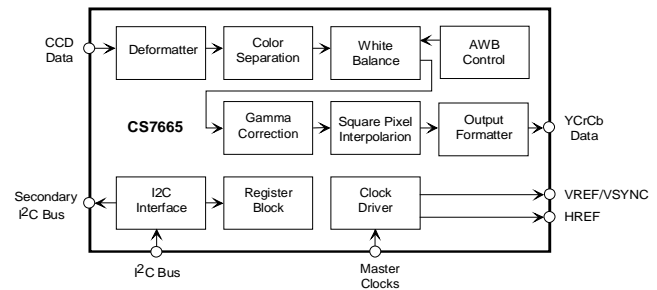 CCD
Data
Deformatter
Color
Separation
White
Balance
AWB
Control
CS7665
Gamma
Correction
Square Pixel
Interpolarion
Output
Formatter
YCrCb
Data
Secondary
I²C Bus
I2C
Interface
Register
Block
Clock
Driver
VREF/VSYNC
HREF
I²C Bus
Master
Clocks